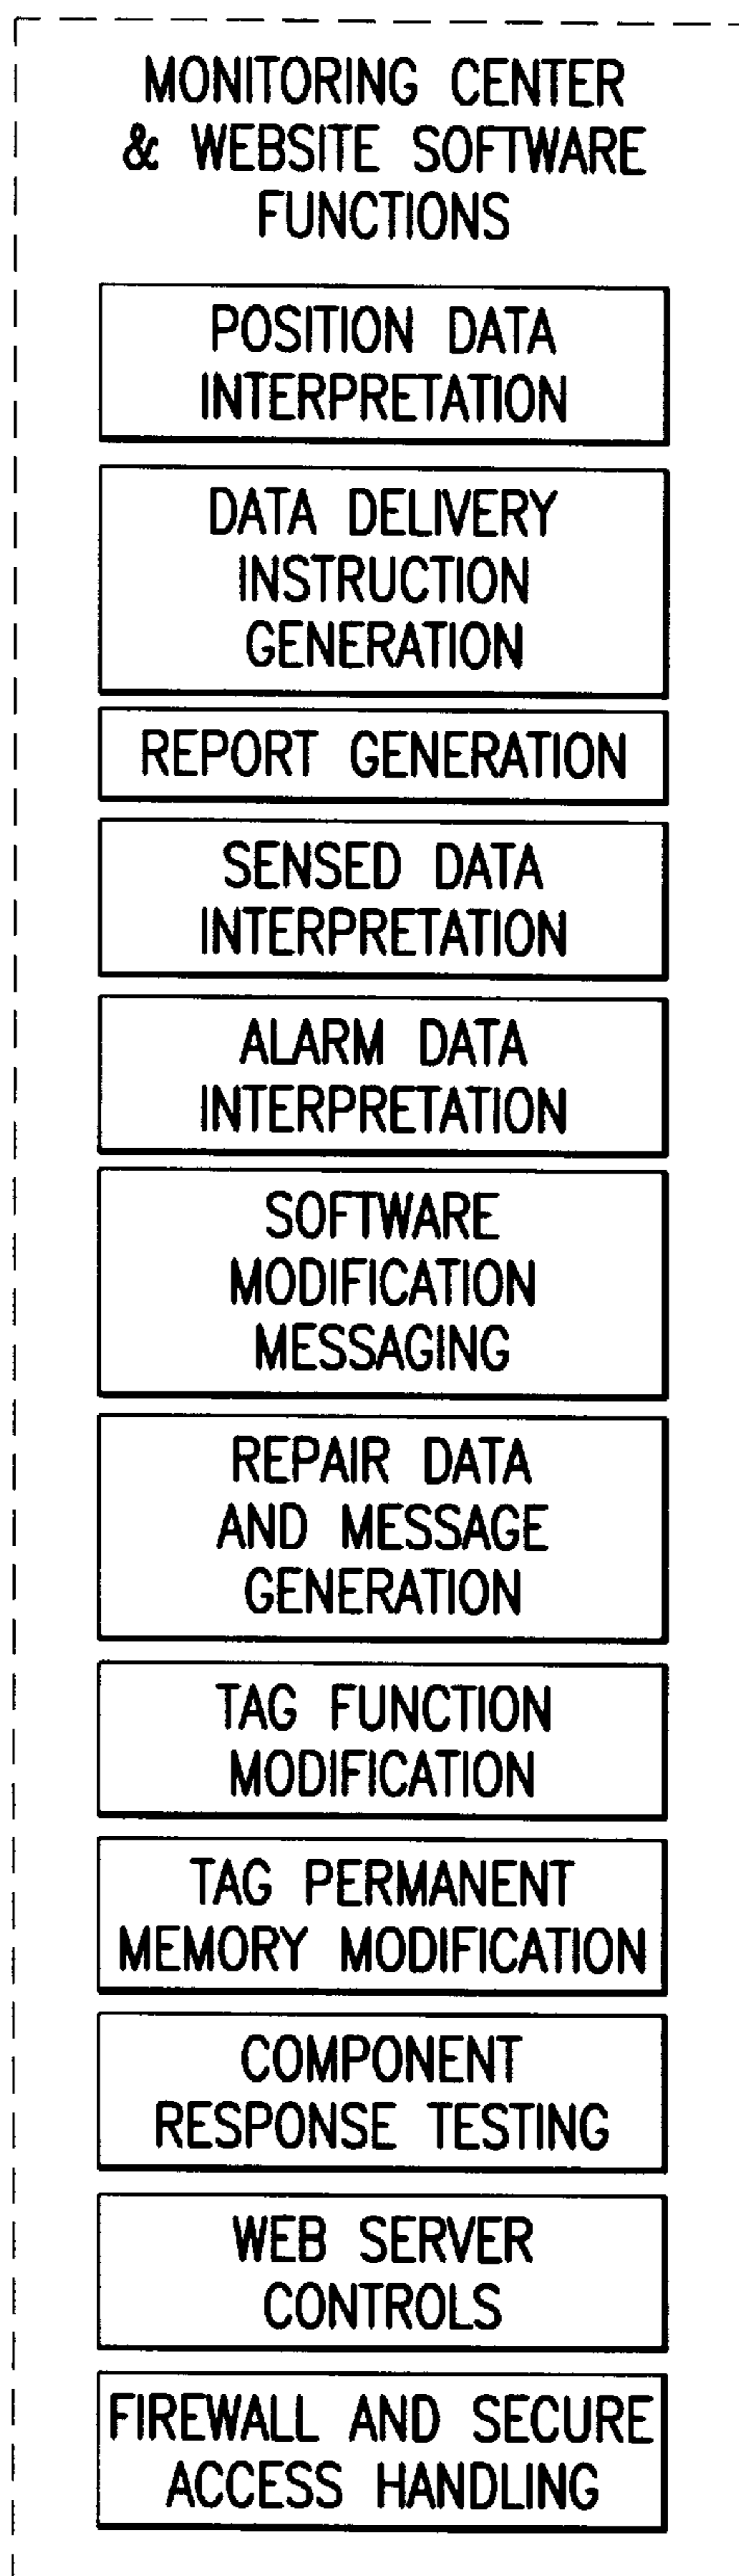 MONITORING CENTER
& WEBSITE SOFTWARE
FUNCTIONS
POSITION DATA
INTERPRETATION
DATA DELIVERY
INSTRUCTION
GENERATION
REPORT GENERATION
SENSED DATA
INTERPRETATION
ALARM DATA
INTERPRETATION
SOFTWARE
MODIFICATION
MESSAGING
REPAIR DATA
AND MESSAGE
GENERATION
TAG FUNCTION
MODIFICATION
TAG PERMANENT
MEMORY MODIFICATION
COMPONENT
RESPONSE TESTING
WEB SERVER
CONTROLS
FIREWALL AND SECURE
ACCESS HANDLING